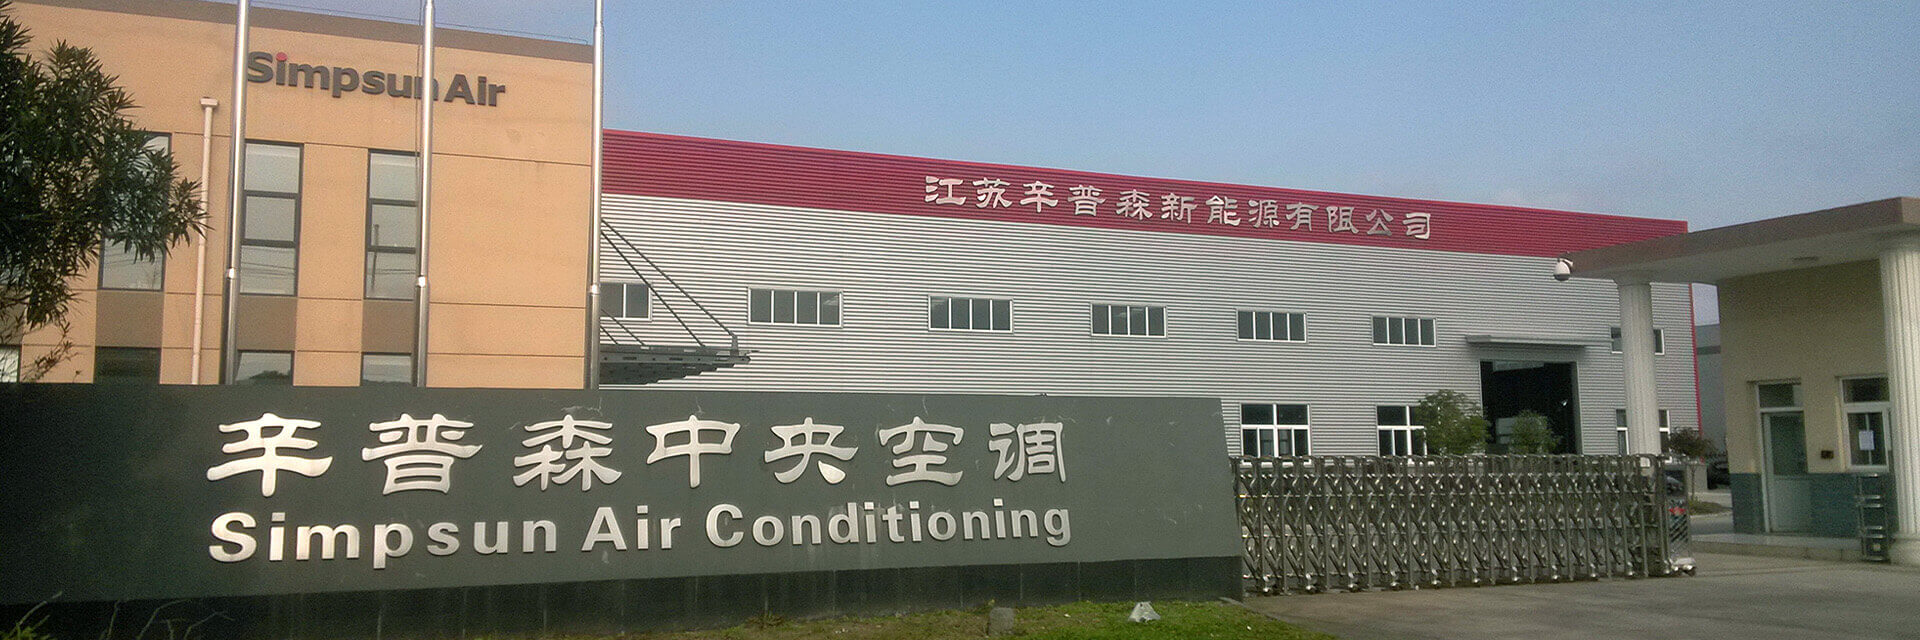 Simpsun Air
江苏辛普森新能源有限公司
辛普森中央空调
Simpsun Air Conditioning